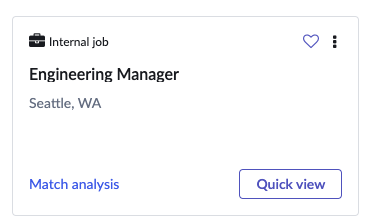 Internal job
Engineering Manager
Seattle, WA
Match analysis
Quick view